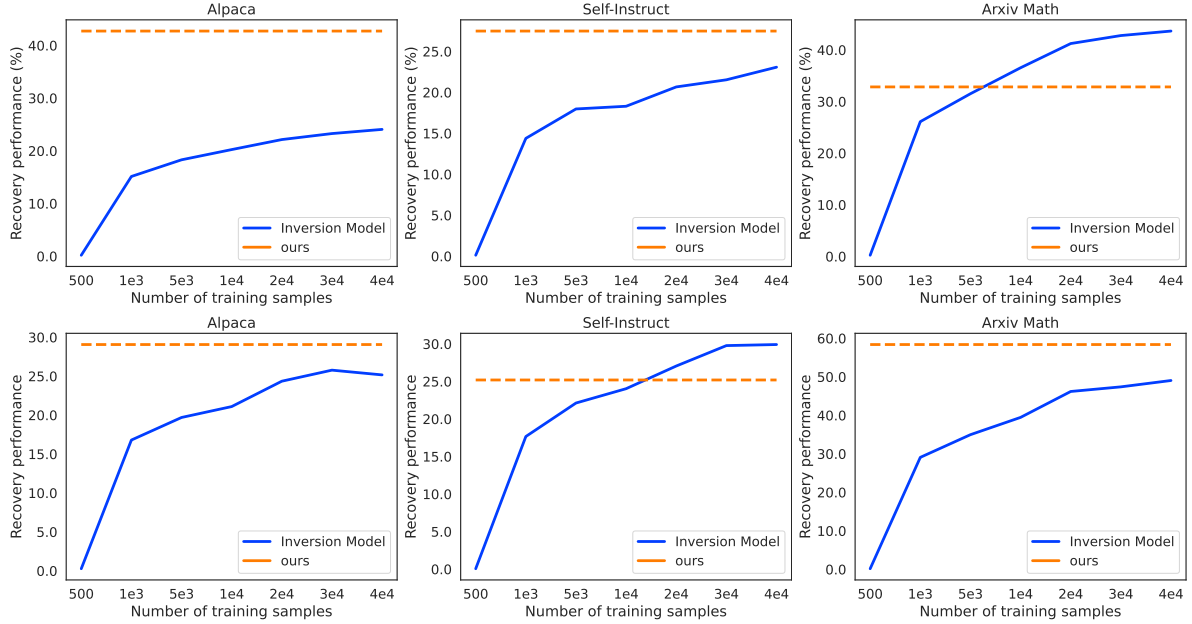 Alpaca
Recovery performance (%)
40.0
30.0
20.0
10.0
0.0
Inversion Model
ours
500 1e3 5e3 1e4 2e4 3e4 4e4
Number of training samples
Self-Instruct
Recovery performance (%)
25.0
20.0
15.0
10.0
5.0
0.0
Inversion Model
ours
500 1e3 5e3 1e4 2e4 3e4 4e4
Number of training samples
Arxiv Math
Recovery performance (%)
40.0
30.0
20.0
10.0
0.0
Inversion Model
ours
500 1e3 5e3 1e4 2e4 3e4 4e4
Number of training samples
Alpaca
Recovery performance
30.0
25.0
20.0
15.0
10.0
5.0
0.0
Inversion Model
ours
500 1e3 5e3 1e4 2e4 3e4 4e4
Number of training samples
Self-Instruct
Recovery performance
30.0
25.0
20.0
15.0
10.0
5.0
0.0
Inversion Model
ours
500 1e3 5e3 1e4 2e4 3e4 4e4
Number of training samples
Arxiv Math
Recovery performance
60.0
50.0
40.0
30.0
20.0
10.0
0.0
Inversion Model
ours
500 1e3 5e3 1e4 2e4 3e4 4e4
Number of training samples